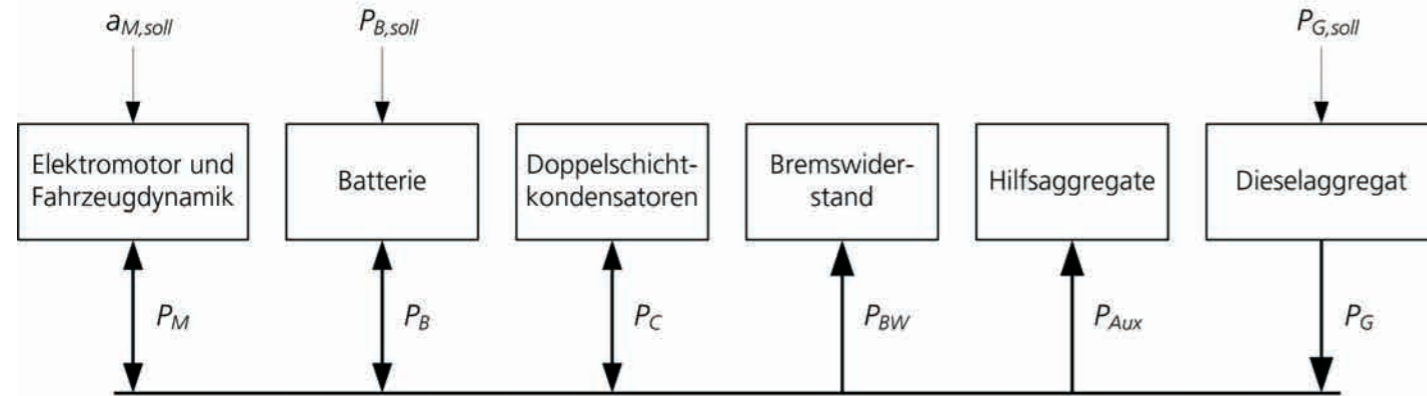 a_M,soll
P_B,soll
P_G,soll
Elektromotor und
Fahrzeugdynamik
Batterie
Doppelschicht-
kondensatoren
Bremswider-
stand
Hilfsaggregate
Dieselaggregat
P_M
P_B
P_C
P_BW
P_Aux
P_G